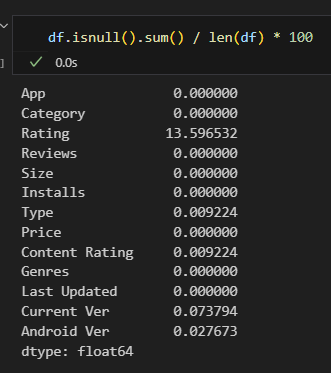 df.isnull().sum() / len(df) * 100
0.0s
App 0.000000
Category 0.000000
Rating 13.596532
Reviews 0.000000
Size 0.000000
Installs 0.000000
Type 0.009224
Price 0.000000
Content Rating 0.009224
Genres 0.000000
Last Updated 0.000000
Current Ver 0.073794
Android Ver 0.027673
dtype: float64